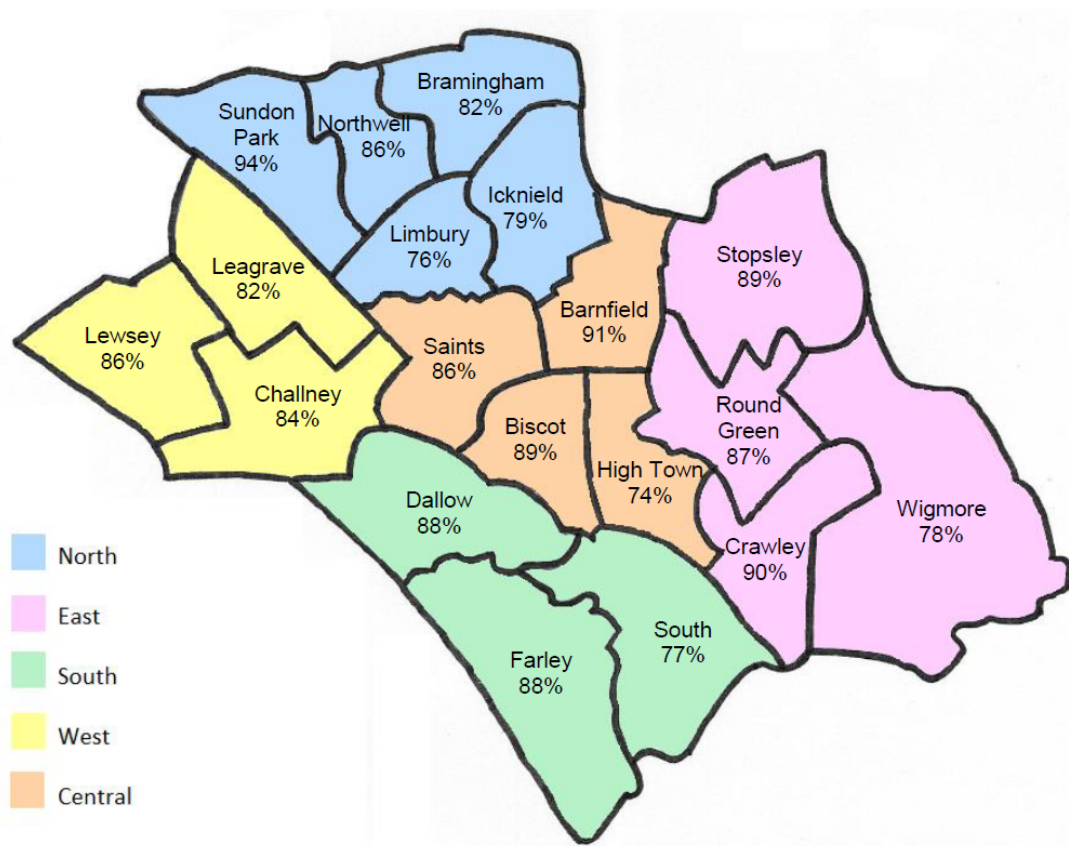 Bramingham
82%
Sundon
Park
94%
Northwell
86%
Icknield
79%
Limbury
76%
Stopsley
89%
Leagrave
82%
Barnfield
91%
Lewsey
86%
Saints
86%
Challney
84%
Round
Green
87%
Biscot
89%
High Town
74%
Dallow
88%
Wigmore
78%
Crawley
90%
South
77%
Farley
88%
North
East
South
West
Central